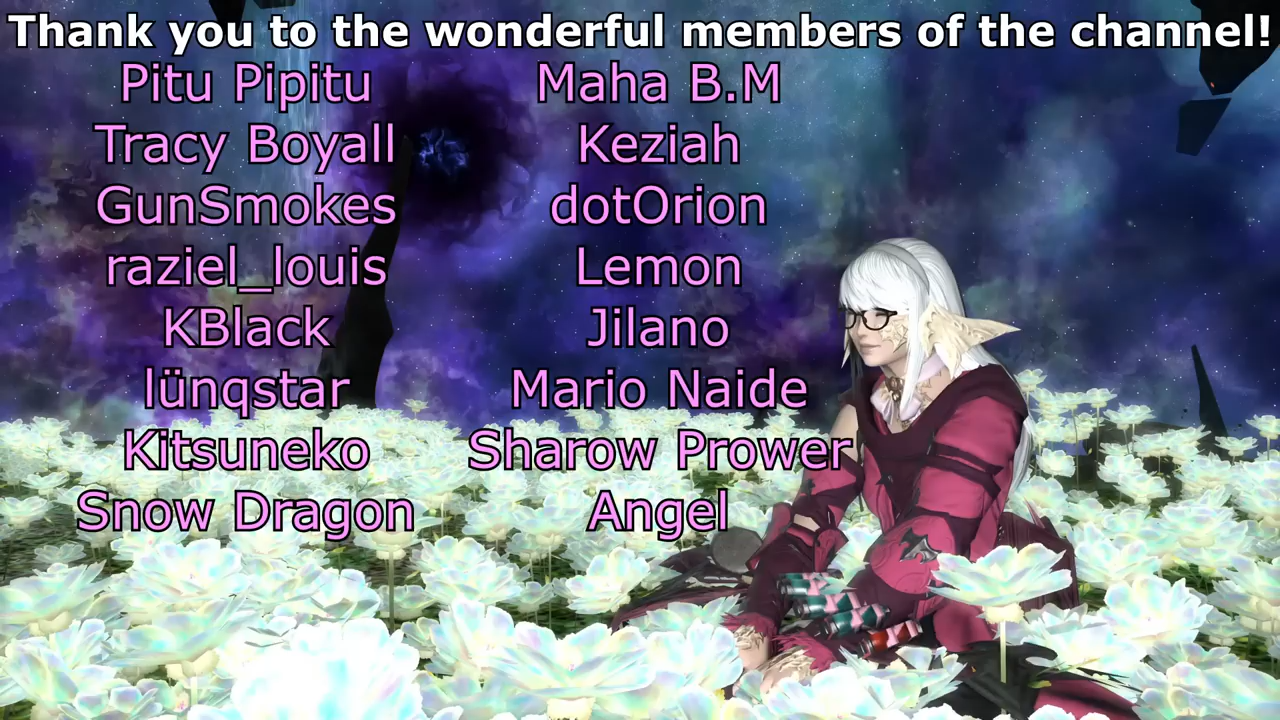 Thank you to the wonderful members of the channel!
Pitu Pipitu
Tracy Boyall
GunSmokes
raziel_louis
KBlack
lünqstar
Kitsuneko
Snow Dragon
Maha B.M
Keziah
dotOrion
Lemon
Jilano
Mario Naide
Sharow Prower
Angel